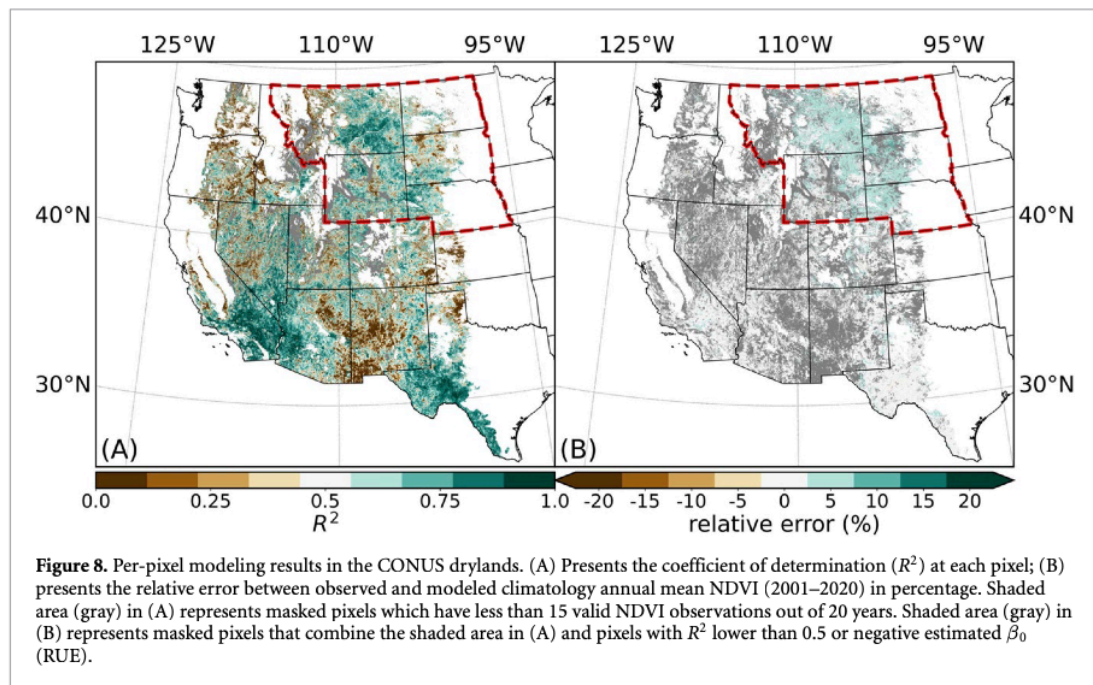 125°W 110°W 95°W 125°W 110°W 95°W
40°N 40°N
30°N 30°N
(A) (B)
0.0 0.25 0.5 0.75 1.0 -20 -15 -10 -5 0 5 10 15 20
R² relative error (%)
Figure 8. Per-pixel modeling results in the CONUS drylands. (A) Presents the coefficient of determination (R²) at each pixel; (B)
presents the relative error between observed and modeled climatology annual mean NDVI (2001–2020) in percentage. Shaded
area (gray) in (A) represents masked pixels which have less than 15 valid NDVI observations out of 20 years. Shaded area (gray) in
(B) represents masked pixels that combine the shaded area in (A) and pixels with R² lower than 0.5 or negative estimated β₀
(RUE).